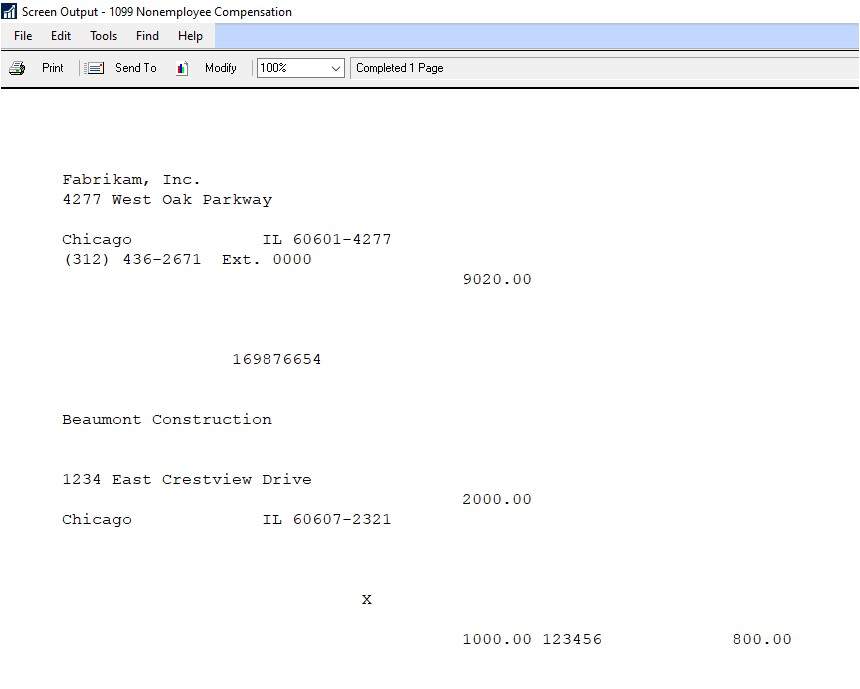 Screen Output - 1099 Nonemployee Compensation
File Edit Tools Find Help
Print Send To Modify 100% Completed 1 Page
Fabrikam, Inc.
4277 West Oak Parkway
Chicago IL 60601-4277
(312) 436-2671 Ext. 0000
9020.00
169876654
Beaumont Construction
1234 East Crestview Drive
2000.00
Chicago IL 60607-2321
X
1000.00 123456 800.00